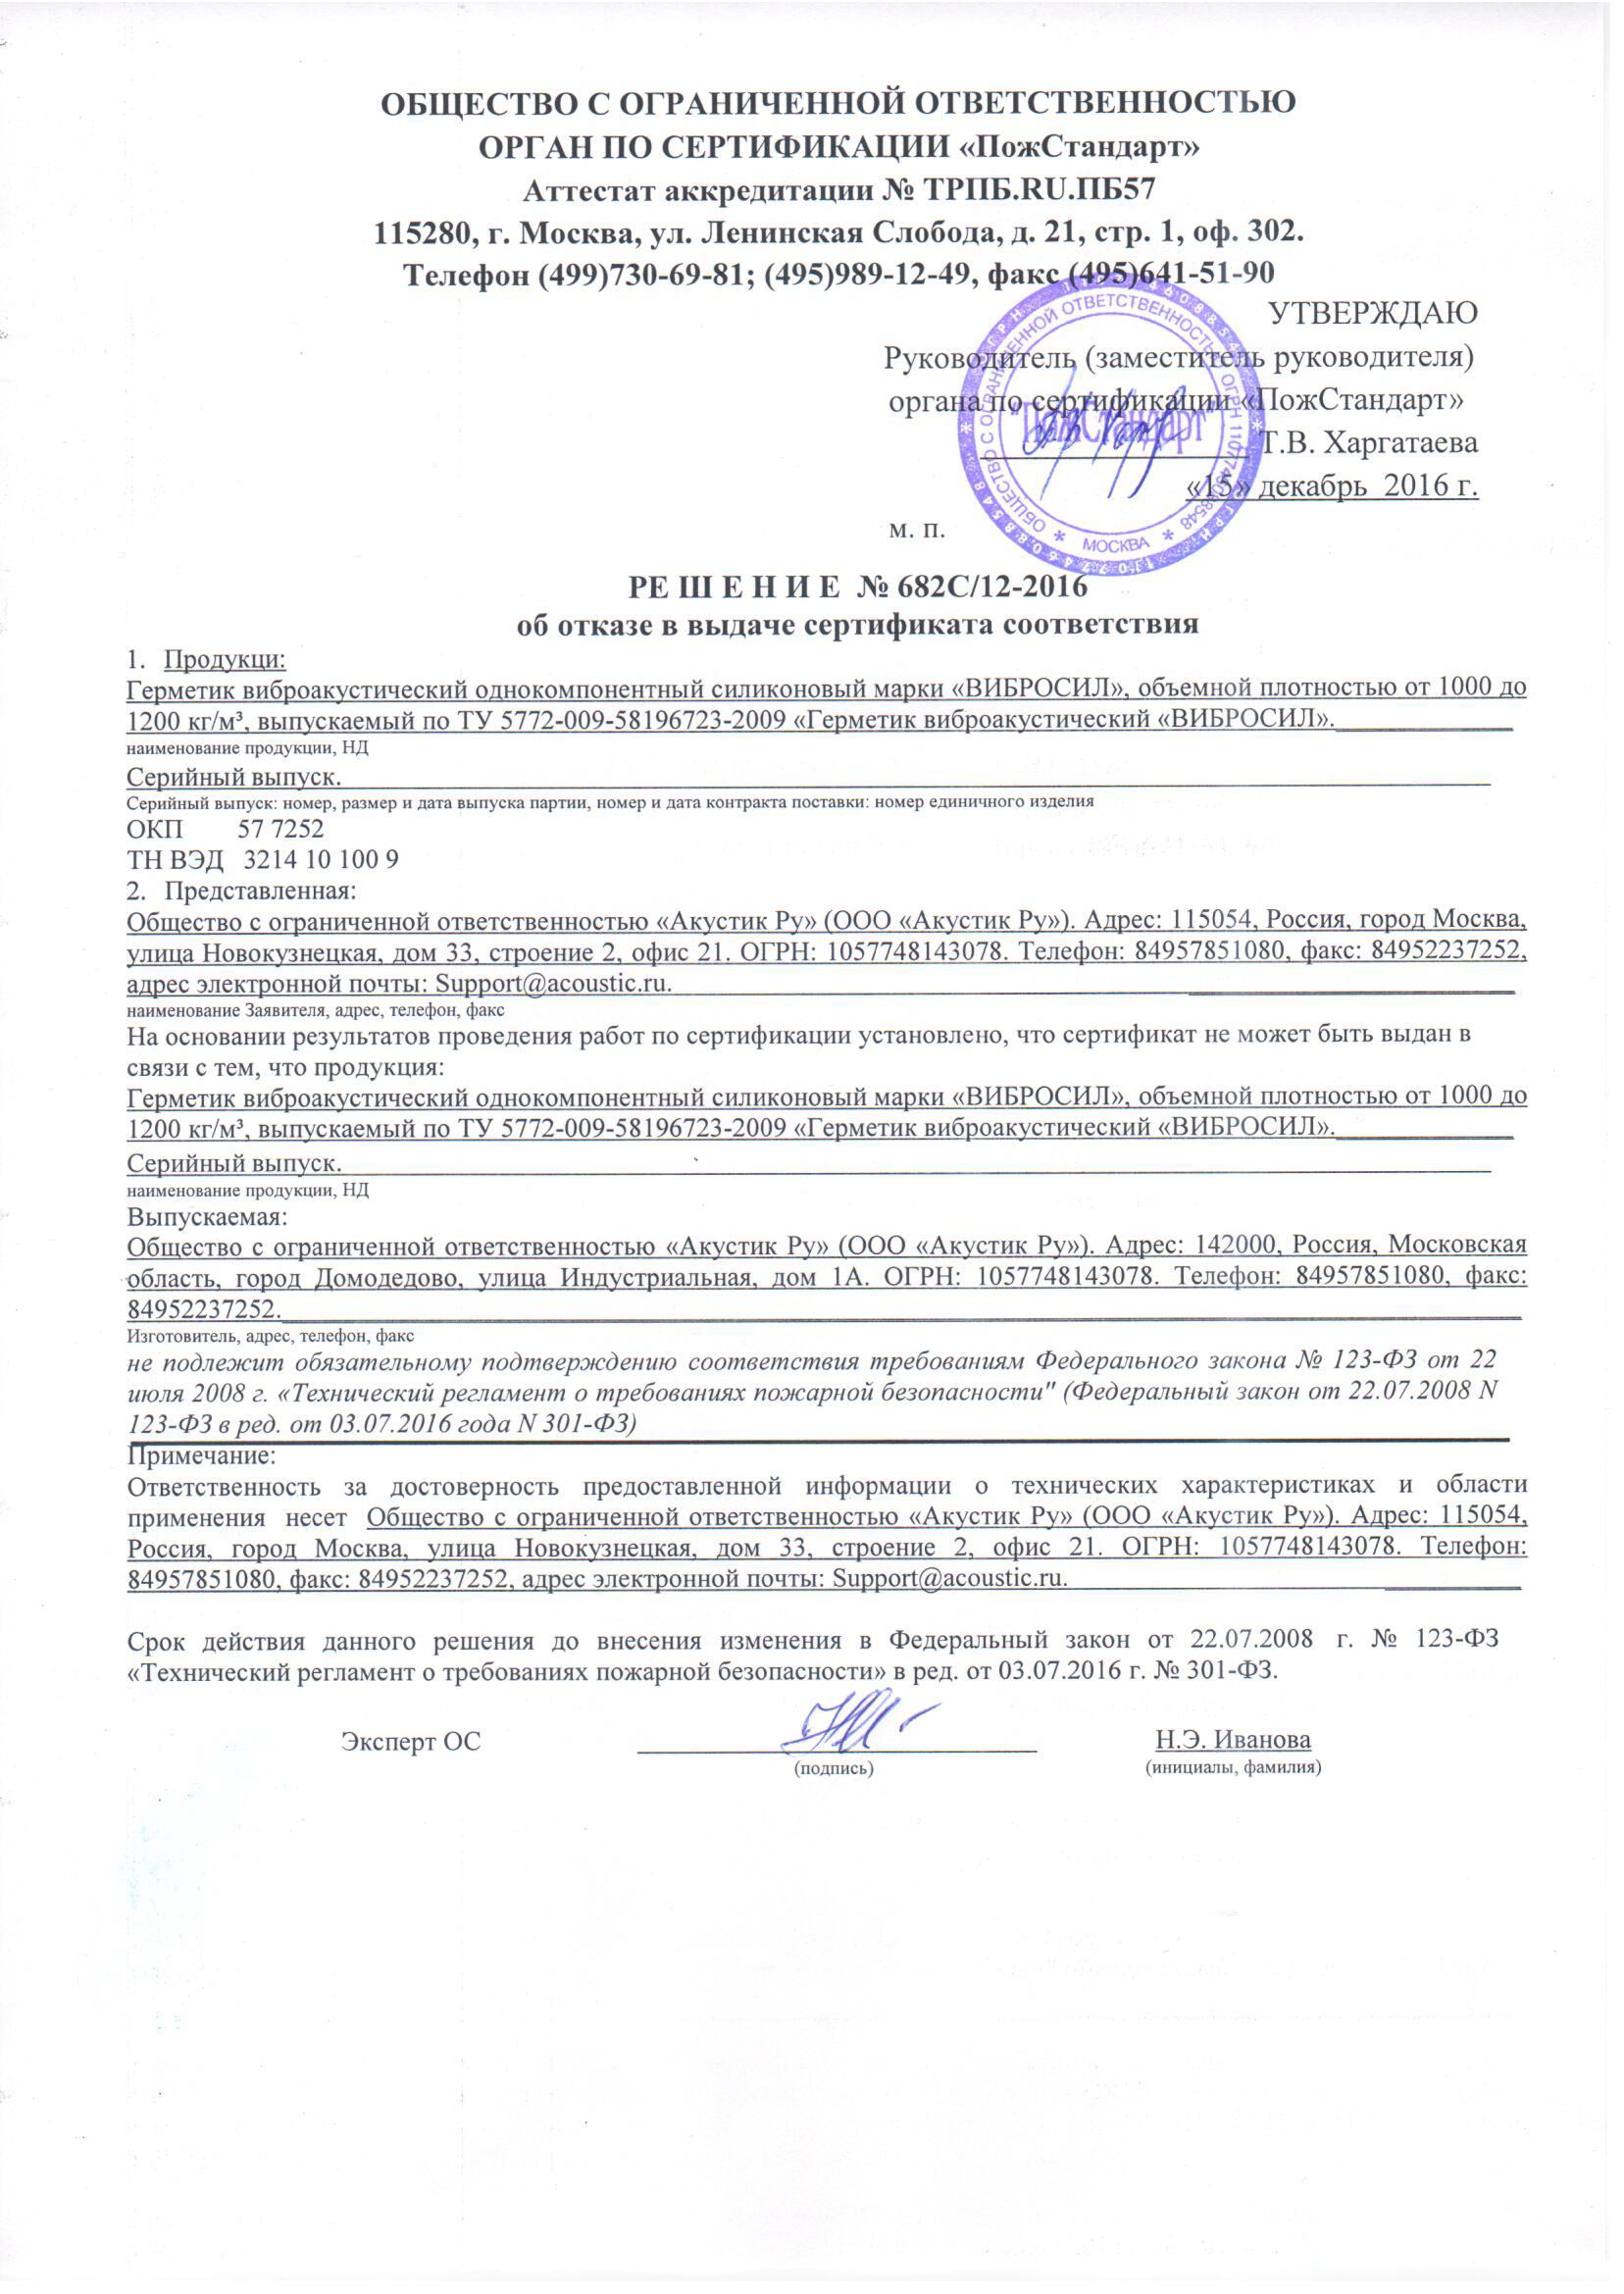 ОБЩЕСТВО С ОГРАНИЧЕННОЙ ОТВЕТСТВЕННОСТЬЮ
ОРГАН ПО СЕРТИФИКАЦИИ «ПожСтандарт»
Аттестат аккредитации № ТРПБ.RU.ПБ57
115280, г. Москва, ул. Ленинская Слобода, д. 21, стр. 1, оф. 302.
Телефон (499)730-69-81; (495)989-12-49, факс (495)641-51-90
УТВЕРЖДАЮ
Руководитель (заместитель руководителя)
органа по сертификации «ПожСтандарт»
Т.В. Харгатаева
«15» декабрь 2016 г.
м. п.
ОБЩЕСТВО С ОГРАНИЧЕННОЙ ОТВЕТСТВЕННОСТЬЮ
"ПожСтандарт"
* МОСКВА *
РЕ Ш Е Н И Е № 682С/12-2016
об отказе в выдаче сертификата соответствия
1. Продукци:
Герметик виброакустический однокомпонентный силиконовый марки «ВИБРОСИЛ», объемной плотностью от 1000 до
1200 кг/м³, выпускаемый по ТУ 5772-009-58196723-2009 «Герметик виброакустический «ВИБРОСИЛ».
наименование продукции, НД
Серийный выпуск.
Серийный выпуск: номер, размер и дата выпуска партии, номер и дата контракта поставки: номер единичного изделия
ОКП 57 7252
ТН ВЭД 3214 10 100 9
2. Представленная:
Общество с ограниченной ответственностью «Акустик Ру» (ООО «Акустик Ру»). Адрес: 115054, Россия, город Москва,
улица Новокузнецкая, дом 33, строение 2, офис 21. ОГРН: 1057748143078. Телефон: 84957851080, факс: 84952237252,
адрес электронной почты: Support@acoustic.ru.
наименование Заявителя, адрес, телефон, факс
На основании результатов проведения работ по сертификации установлено, что сертификат не может быть выдан в
связи с тем, что продукция:
Герметик виброакустический однокомпонентный силиконовый марки «ВИБРОСИЛ», объемной плотностью от 1000 до
1200 кг/м³, выпускаемый по ТУ 5772-009-58196723-2009 «Герметик виброакустический «ВИБРОСИЛ».
Серийный выпуск.
наименование продукции, НД
Выпускаемая:
Общество с ограниченной ответственностью «Акустик Ру» (ООО «Акустик Ру»). Адрес: 142000, Россия, Московская
область, город Домодедово, улица Индустриальная, дом 1А. ОГРН: 1057748143078. Телефон: 84957851080, факс:
84952237252.
Изготовитель, адрес, телефон, факс
не подлежит обязательному подтверждению соответствия требованиям Федерального закона № 123-ФЗ от 22
июля 2008 г. «Технический регламент о требованиях пожарной безопасности" (Федеральный закон от 22.07.2008 N
123-ФЗ в ред. от 03.07.2016 года N 301-ФЗ)
Примечание:
Ответственность за достоверность предоставленной информации о технических характеристиках и области
применения несет Общество с ограниченной ответственностью «Акустик Ру» (ООО «Акустик Ру»). Адрес: 115054,
Россия, город Москва, улица Новокузнецкая, дом 33, строение 2, офис 21. ОГРН: 1057748143078. Телефон:
84957851080, факс: 84952237252, адрес электронной почты: Support@acoustic.ru.
Срок действия данного решения до внесения изменения в Федеральный закон от 22.07.2008 г. № 123-ФЗ
«Технический регламент о требованиях пожарной безопасности» в ред. от 03.07.2016 г. № 301-ФЗ.
Эксперт ОС Н.Э. Иванова
(подпись) (инициалы, фамилия)